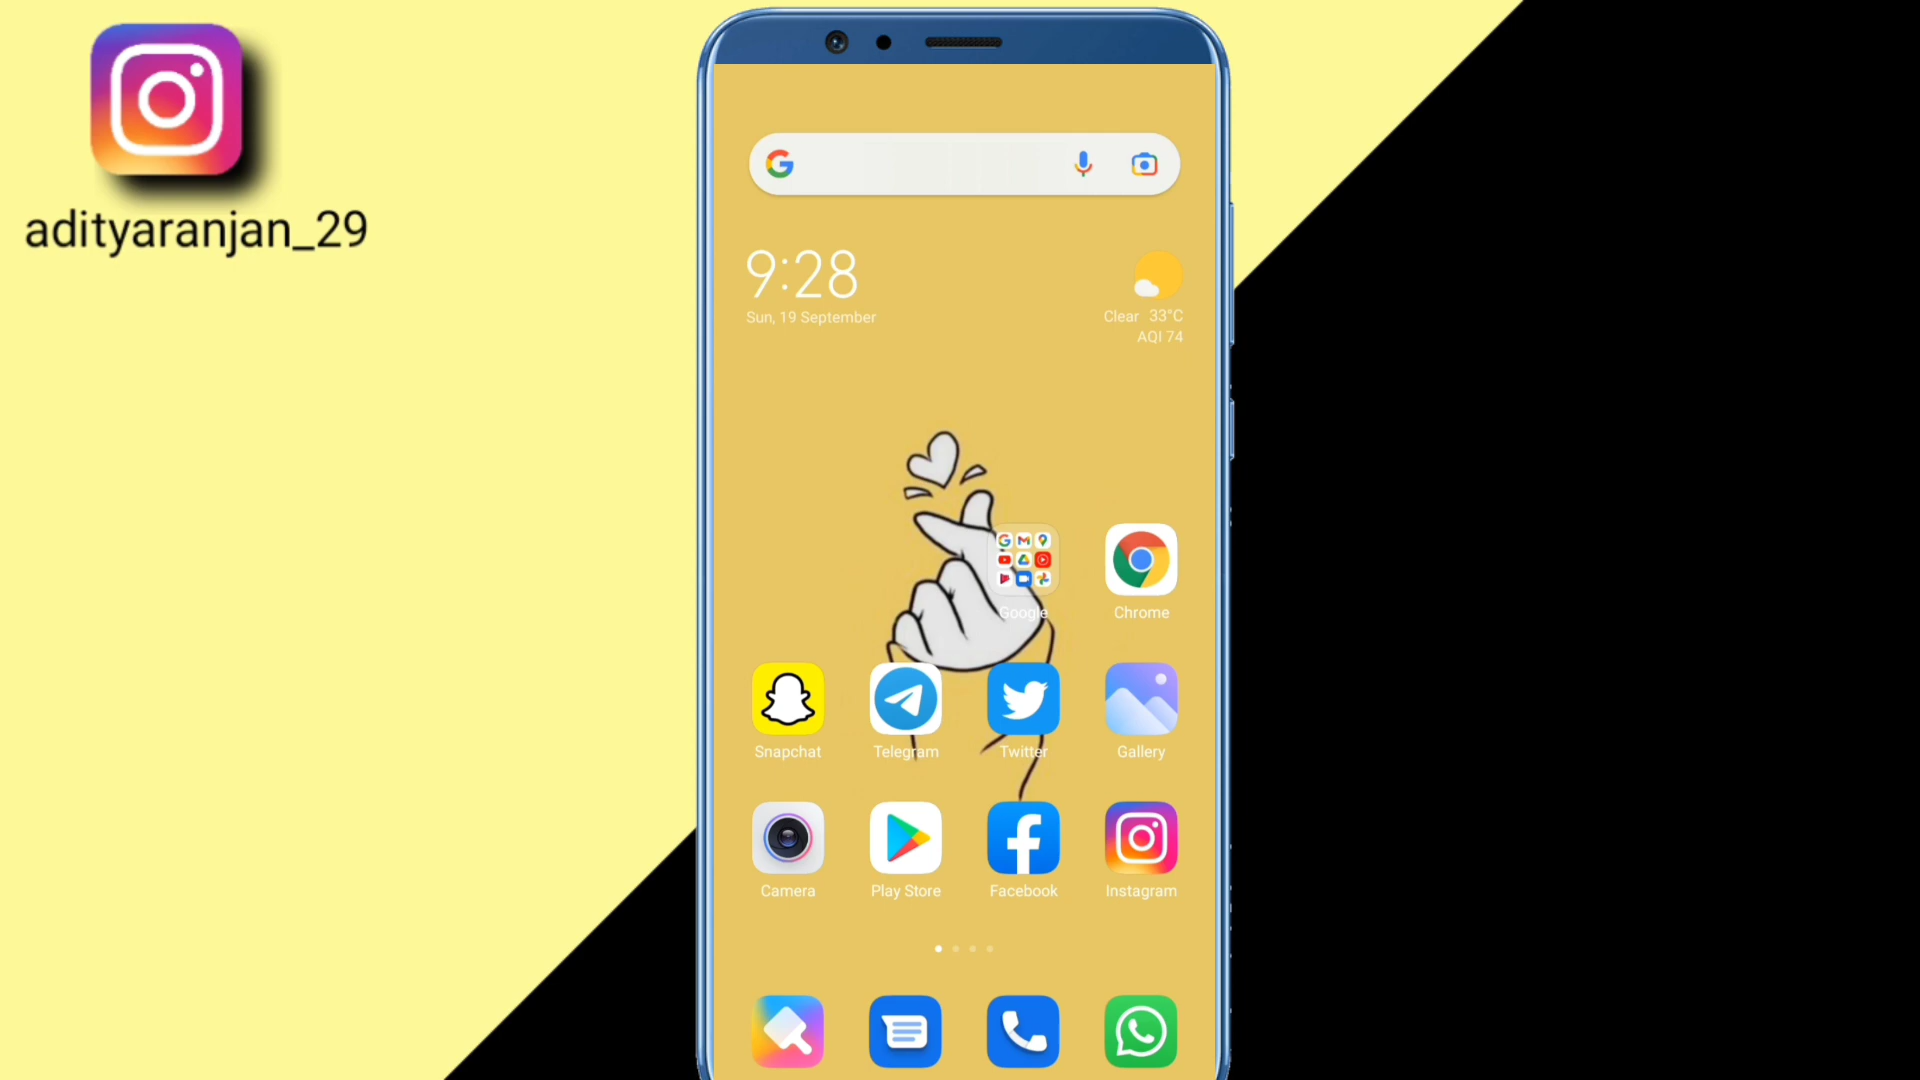 adityaranjan_29
9:28
Sun, 19 September
Clear 33°C
AQI 74
Google
Chrome
Snapchat
Telegram
Twitter
Gallery
Camera
Play Store
Facebook
Instagram